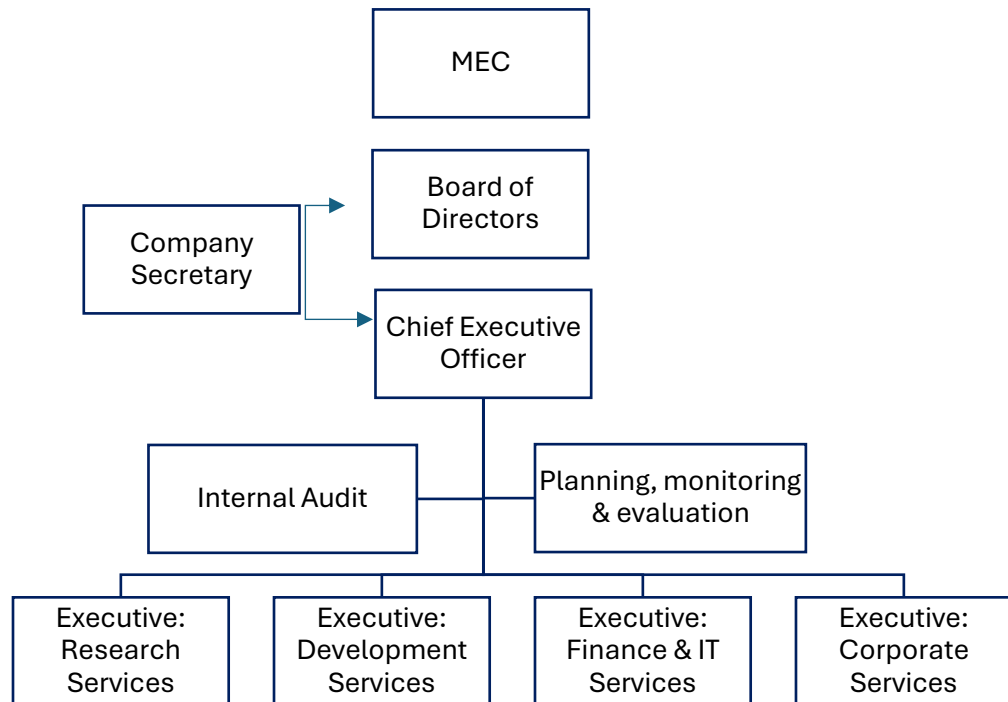 MEC
Board of
Directors
Company
Secretary
Chief Executive
Officer
Internal Audit
Planning, monitoring
& evaluation
Executive:
Research
Services
Executive:
Development
Services
Executive:
Finance & IT
Services
Executive:
Corporate
Services